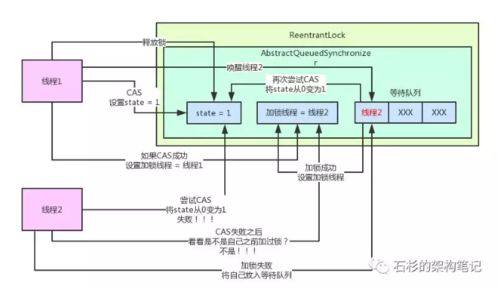 ReentrantLock
AbstractQueuedSynchronize
r
释放锁
唤醒线程2
线程1
CAS
设置state = 1
再次尝试CAS
将state从0变为1
等待队列
state = 1
加锁线程 = 线程2
线程2
XXX
XXX
如果CAS成功
设置加锁线程 = 线程1
加锁成功
设置加锁线程
尝试CAS
将state从0变为1
失败!!!
线程2
CAS失败之后
看看是不是自己之前加过锁?
不是!!!
加锁失败
将自己放入等待队列
石杉的架构笔记